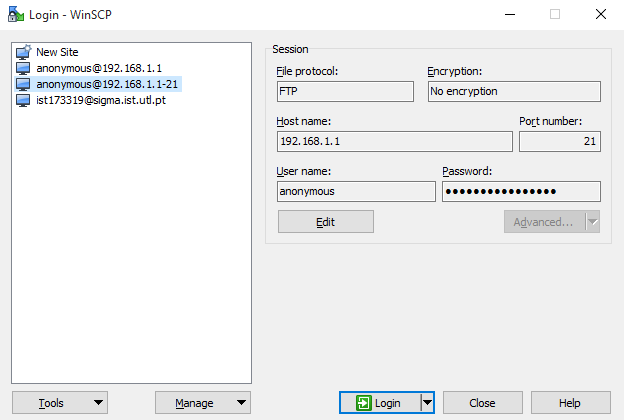 Login - WinSCP
New Site
anonymous@192.168.1.1
anonymous@192.168.1.1-21
ist173319@sigma.ist.utl.pt
Session
File protocol: Encryption:
FTP No encryption
Host name: Port number:
192.168.1.1 21
User name: Password:
anonymous ●●●●●●●●●●●●●●●●
Edit Advanced...
Tools Manage Login Close Help